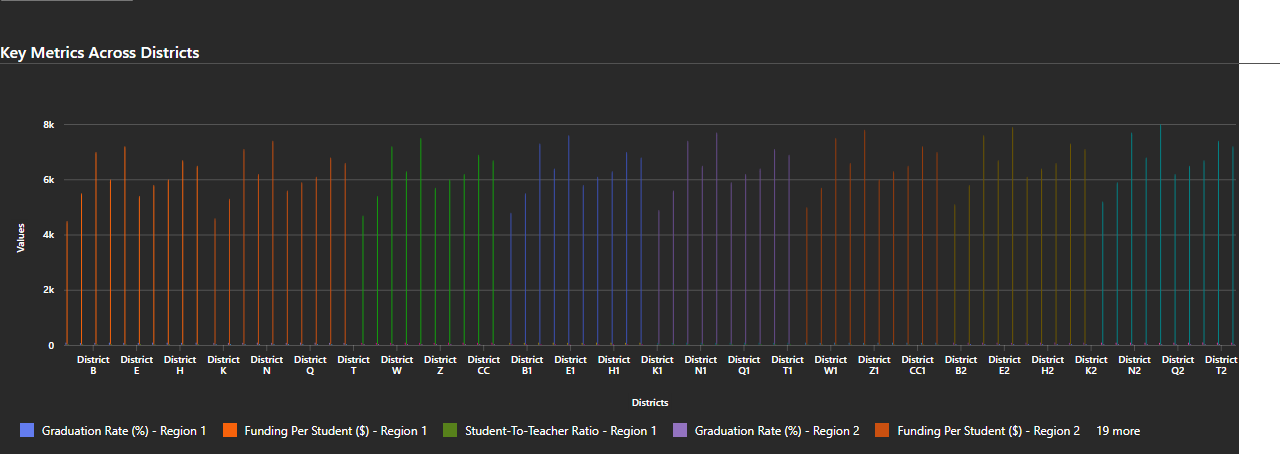 Key Metrics Across Districts
8k
6k
4k
2k
0
Values
District B
District E
District H
District K
District N
District Q
District T
District W
District Z
District CC
District B1
District E1
District H1
District K1
District N1
District Q1
District T1
District W1
District Z1
District CC1
District B2
District E2
District H2
District K2
District N2
District Q2
District T2
Districts
Graduation Rate (%) - Region 1 Funding Per Student ($) - Region 1 Student-To-Teacher Ratio - Region 1 Graduation Rate (%) - Region 2 Funding Per Student ($) - Region 2 19 more